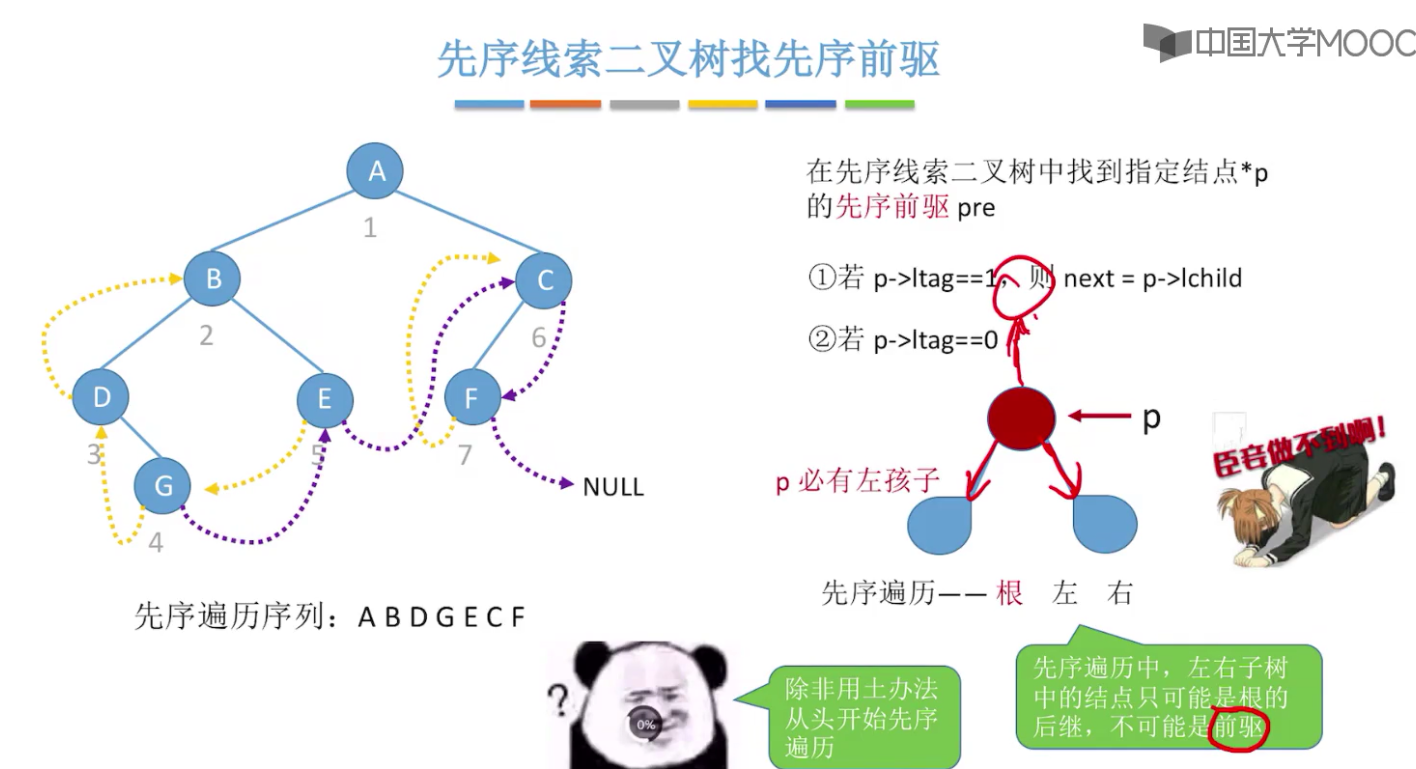 中国大学MOOC
先序线索二叉树找先序前驱
A
1
B
C
2
6
D
E
F
3
5
7
G
4
NULL
先序遍历序列：A B D G E C F
在先序线索二叉树中找到指定结点*p
的先序前驱 pre
①若 p->ltag==1，则 next = p->lchild
②若 p->ltag==0
p
p 必有左孩子
臣妾做不到啊！
先序遍历—— 根 左 右
先序遍历中，左右子树
中的结点只可能是根的
后继，不可能是前驱
?
0%
除非用土办法
从头开始先序
遍历